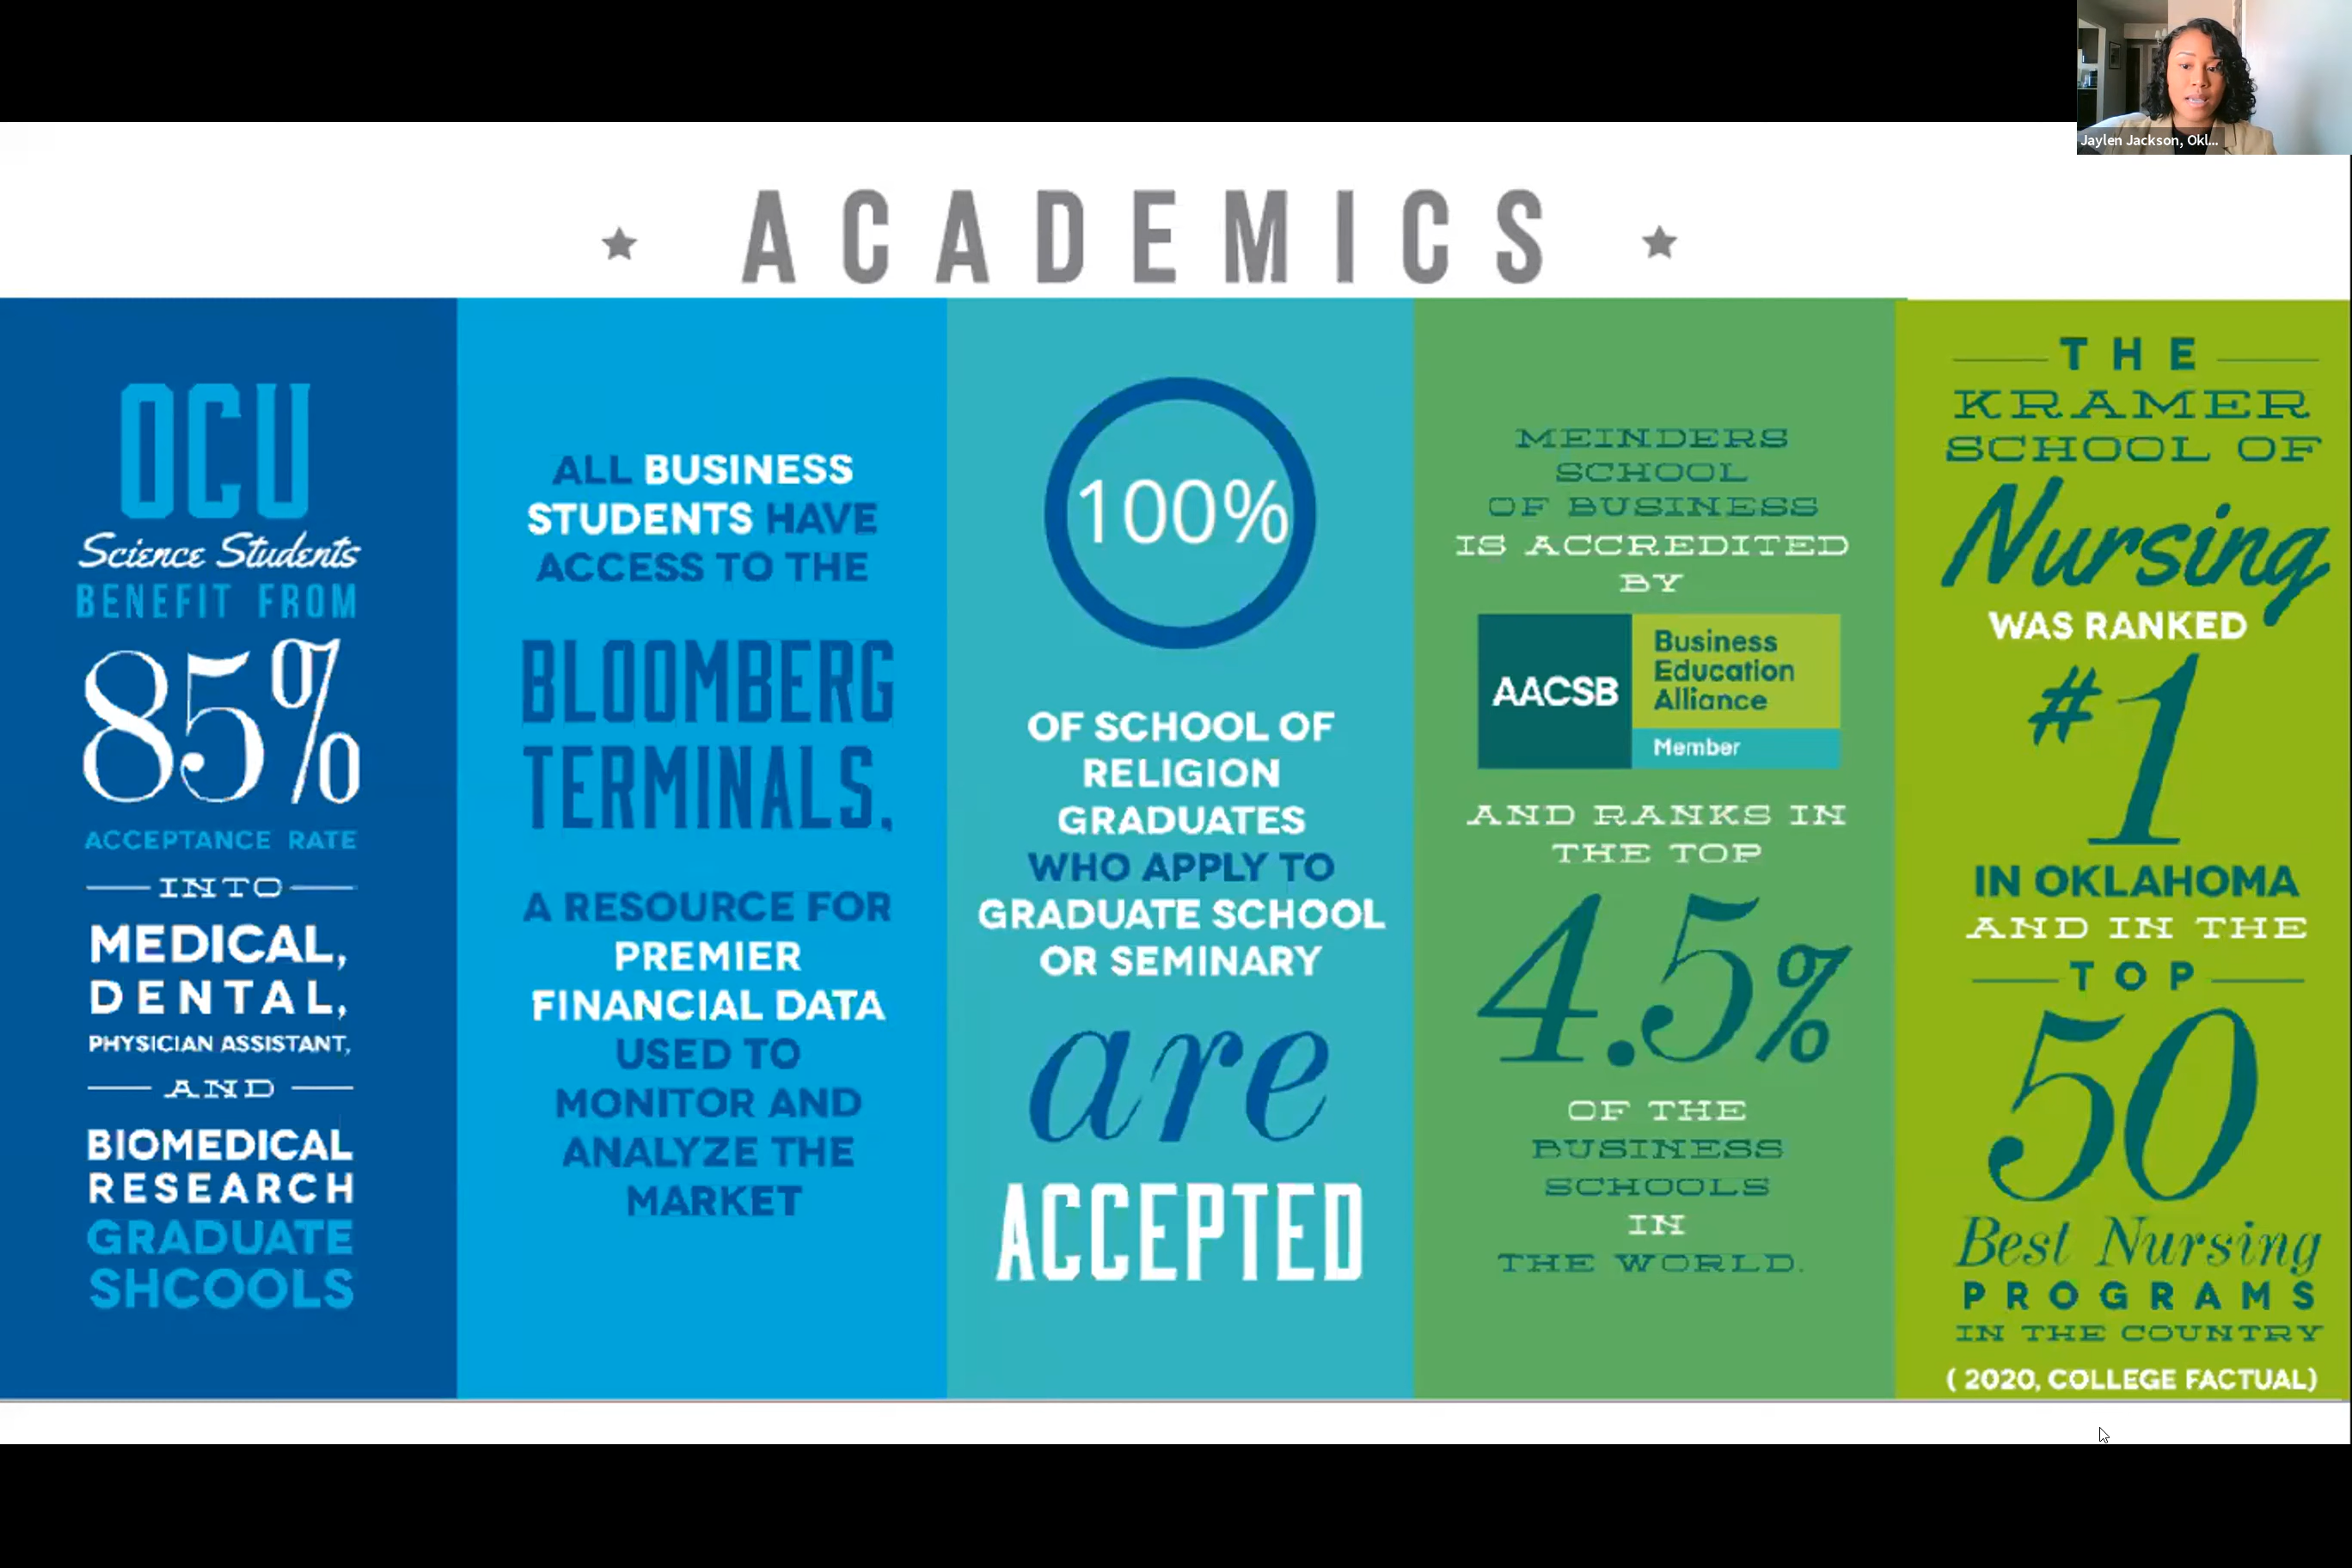 Jaylen Jackson, Okl...
ACADEMICS
OCU
Science Students
BENEFIT FROM
85%
ACCEPTANCE RATE
INTO
MEDICAL,
DENTAL,
PHYSICIAN ASSISTANT,
AND
BIOMEDICAL
RESEARCH
GRADUATE
SHCOOLS
ALL BUSINESS
STUDENTS HAVE
ACCESS TO THE
BLOOMBERG
TERMINALS,
A RESOURCE FOR
PREMIER
FINANCIAL DATA
USED TO
MONITOR AND
ANALYZE THE
MARKET
100%
OF SCHOOL OF
RELIGION
GRADUATES
WHO APPLY TO
GRADUATE SCHOOL
OR SEMINARY
are
ACCEPTED
MEINDERS
SCHOOL
OF BUSINESS
IS ACCREDITED
BY
AACSB
Business
Education
Alliance
Member
AND RANKS IN
THE TOP
4.5%
OF THE
BUSINESS
SCHOOLS
IN
THE WORLD.
THE
KRAMER
SCHOOL OF
Nursing
WAS RANKED
#1
IN OKLAHOMA
AND IN THE
TOP
50
Best Nursing
PROGRAMS
IN THE COUNTRY
( 2020, COLLEGE FACTUAL)